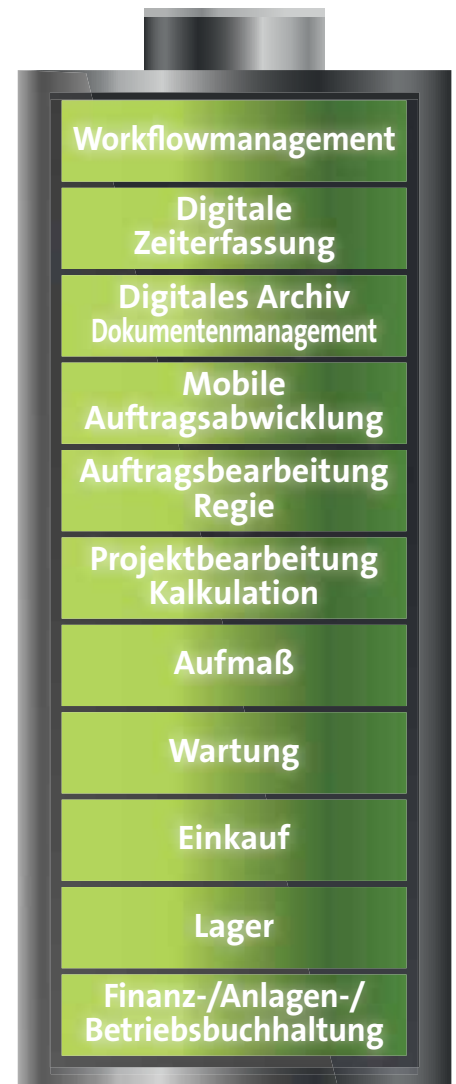 Workflowmanagement
Digitale
Zeiterfassung
Digitales Archiv
Dokumentenmanagement
Mobile
Auftragsabwicklung
Auftragsbearbeitung
Regie
Projektbearbeitung
Kalkulation
Aufmaß
Wartung
Einkauf
Lager
Finanz-/Anlagen-/
Betriebsbuchhaltung